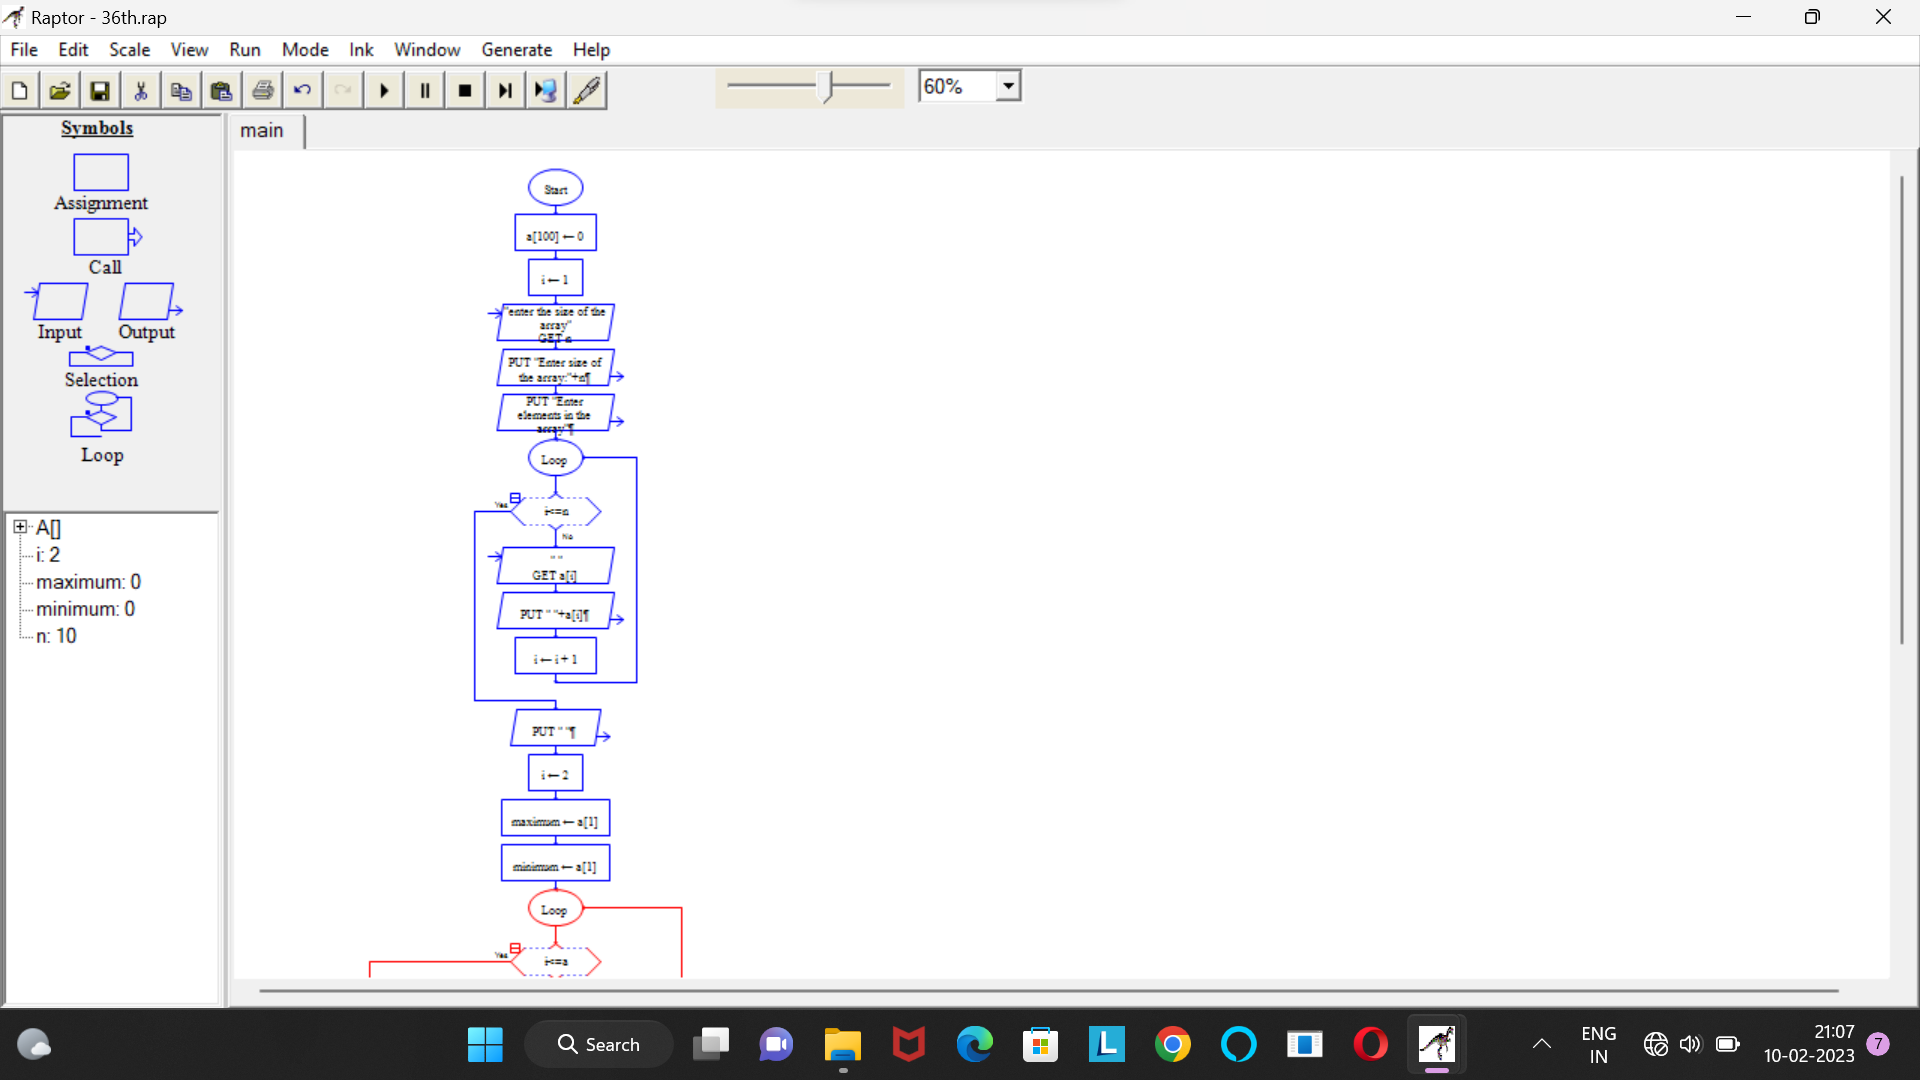 Raptor - 36th.rap
File Edit Scale View Run Mode Ink Window Generate Help
60%
Symbols
Assignment
Call
Input Output
Selection
Loop
A[]
i: 2
maximum: 0
minimum: 0
n: 10
main
Start
a[100] ← 0
i ← 1
"enter the size of the
array"
GET n
PUT "Enter size of
the array:"+n¶
PUT "Enter
elements in the
array"¶
Loop
Yes
i<=n
No
" "
GET a[i]
PUT " "+a[i]¶
i ← i + 1
PUT " "¶
i ← 2
maximum ← a[1]
minimum ← a[1]
Loop
Yes
i<=a
Search
ENG
IN
21:07
10-02-2023
7